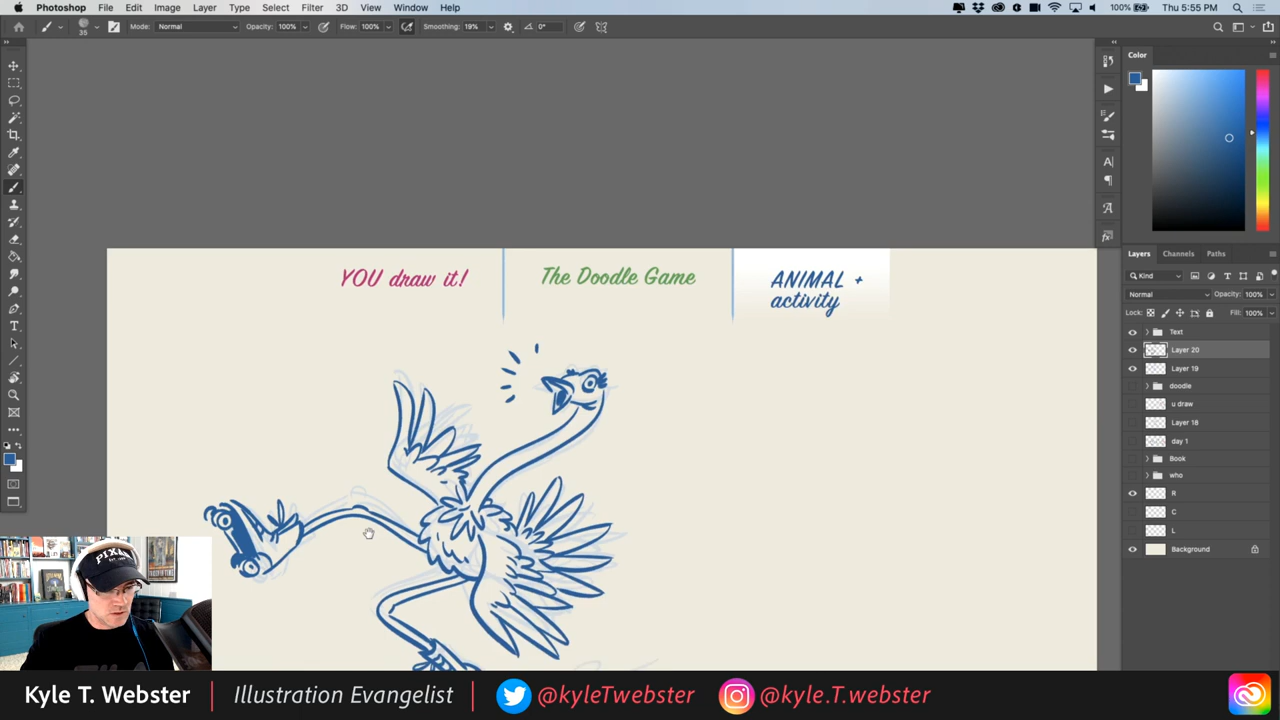 Photoshop File Edit Image Layer Type Select Filter 3D View Window Help 100% Thu 5:55 PM
35 Mode: Normal Opacity: 100% Flow: 100% Smoothing: 19% 0°
Color
YOU draw it!
The Doodle Game
ANIMAL +
activity
Layers Channels Paths
Kind
Normal Opacity: 100%
Lock: Fill: 100%
Text
Layer 20
Layer 19
doodle
u draw
Layer 18
day 1
Book
who
R
C
L
Background
PIXAR
Kyle T. Webster | Illustration Evangelist | @kyleTwebster @kyle.T.webster